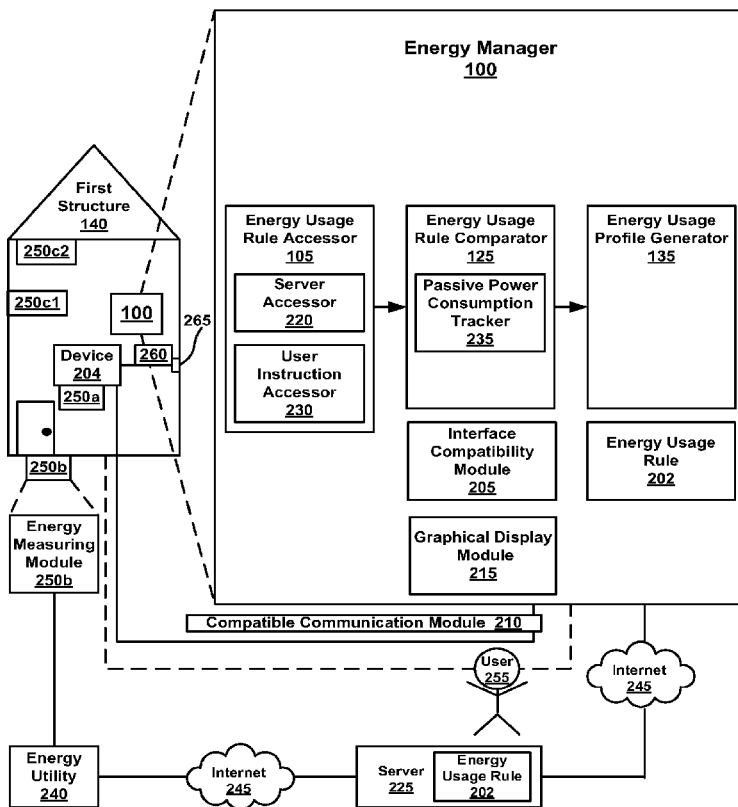 Energy Manager
100
First
Structure
140
250c2
250c1
100
265
260
Device
204
250a
250b
Energy
Measuring
Module
250b
Energy Usage
Rule Accessor
105
Server
Accessor
220
User
Instruction
Accessor
230
Energy Usage
Rule Comparator
125
Passive Power
Consumption
Tracker
235
Energy Usage
Profile Generator
135
Interface
Compatibility
Module
205
Energy Usage
Rule
202
Graphical Display
Module
215
Compatible Communication Module 210
User
255
Internet
245
Energy
Utility
240
Internet
245
Server
225
Energy
Usage Rule
202